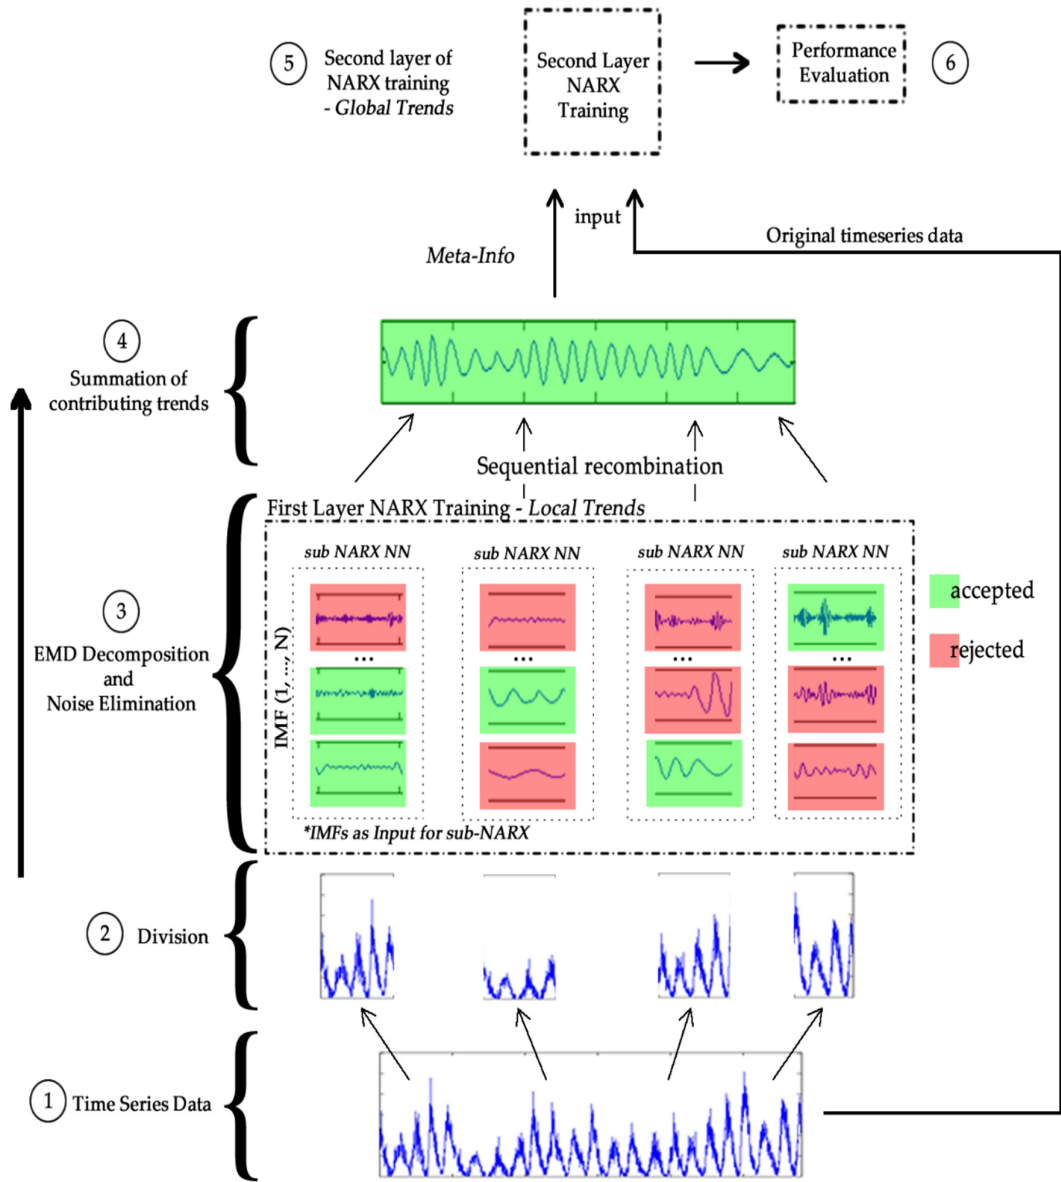 5
Second layer of
NARX training
- Global Trends
Second Layer
NARX
Training
Performance
Evaluation
6
input
Original timeseries data
Meta-Info
4
Summation of
contributing trends
Sequential recombination
First Layer NARX Training - Local Trends
sub NARX NN
sub NARX NN
sub NARX NN
sub NARX NN
accepted
rejected
3
EMD Decomposition
and
Noise Elimination
IMF (1, ..., N)
...
...
...
...
*IMFs as Input for sub-NARX
2
Division
1
Time Series Data